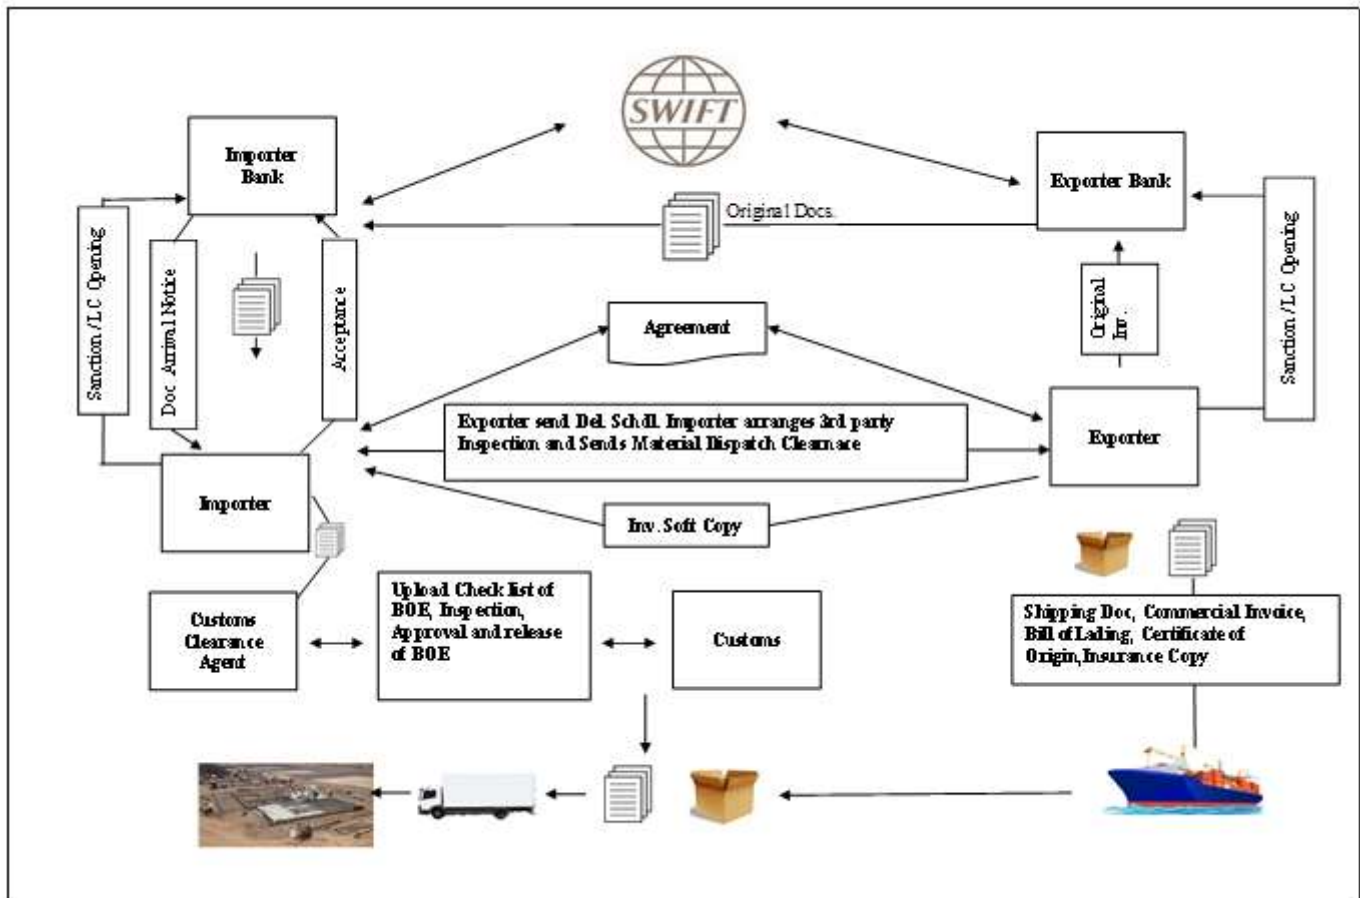 SWIFT
Importer
Bank
Exporter Bank
Original Docs.
Sanction /LC Opening
Doc Arrival Notice
Acceptance
Original
Inv.
Sanction /LC Opening
Agreement
Exporter send Del. Schdl. Importer arranges 3rd party
Inspection and Sends Material Dispatch Clearnace
Exporter
Importer
Inv. Soft Copy
Customs
Clearance
Agent
Upload Check list of
BOE, Inspection,
Approval and release
of BOE
Customs
Shipping Doc, Commercial Invoice,
Bill of Lading, Certificate of
Origin,Insurance Copy